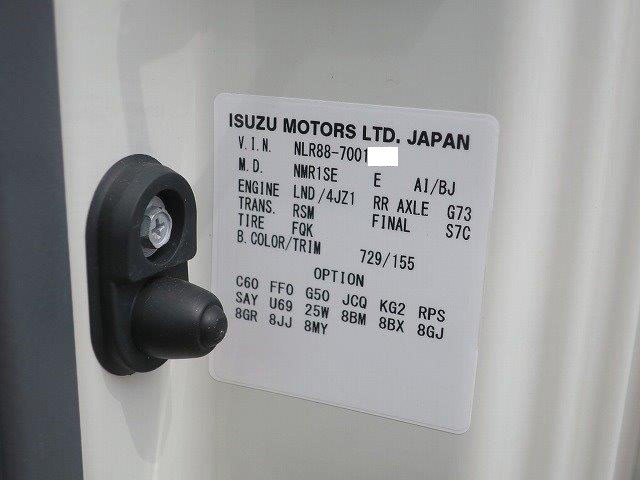 ISUZU MOTORS LTD. JAPAN
V.I.N. NLR88-7001
M.D. NMR1SE E AI/BJ
ENGINE LND/4JZ1 RR AXLE G73
TRANS. RSM FINAL S7C
TIRE FQK
B.COLOR/TRIM 729/155
OPTION
C60 FF0 G50 JCQ KG2 RPS
SAY U69 25W 8BM 8BX 8GJ
8GR 8JJ 8MY